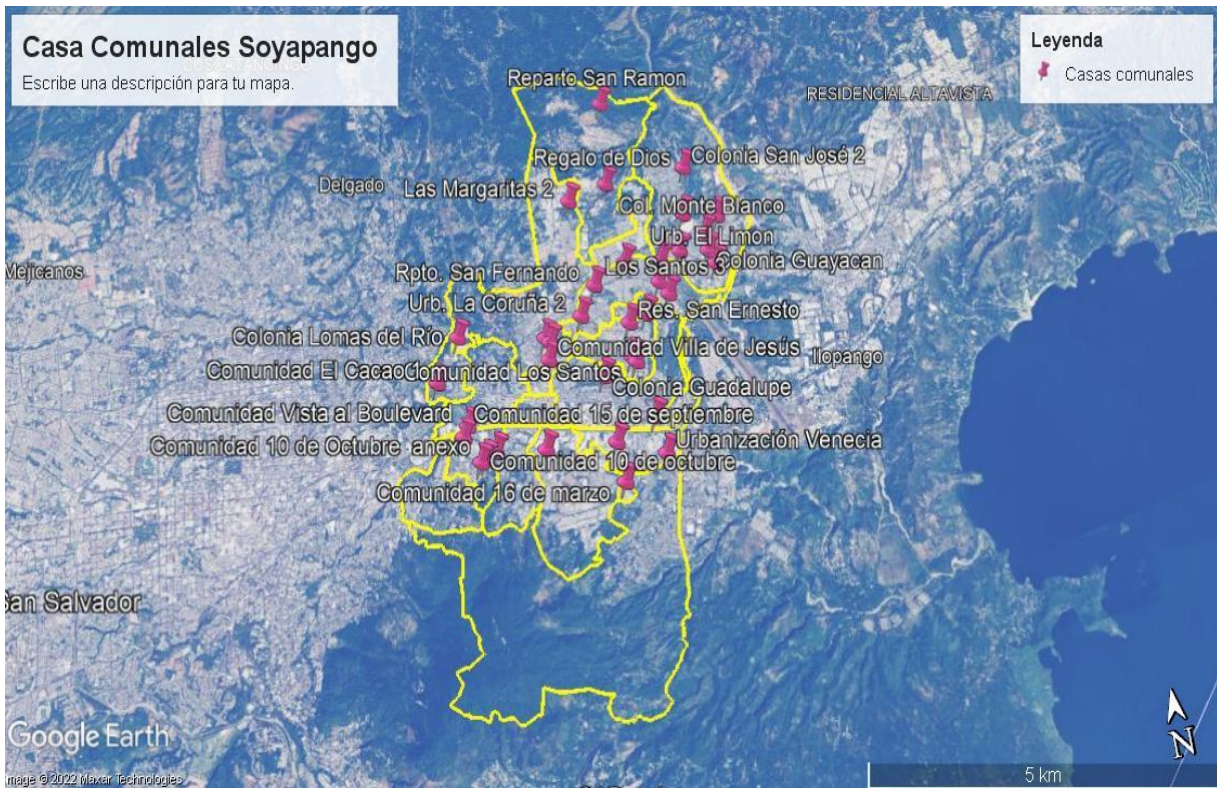 Casa Comunales Soyapango
Escribe una descripción para tu mapa.
Leyenda
Casas comunales
RESIDENCIAL ALTAVISTA
Reparto San Ramon
Regalo de Dios
Colonia San José 2
Delgado
Las Margaritas 2
Col. Monte Blanco
Urb. El Limon
Mejicanos
Rpto. San Fernando
Los Santos 3
Colonia Guayacan
Urb. La Coruña 2
Res. San Ernesto
Colonia Lomas del Río
Comunidad Villa de Jesús
Ilopango
Comunidad El Cacao 1
Comunidad Los Santos
Colonia Guadalupe
Comunidad Vista al Boulevard
Comunidad 15 de septiembre
Comunidad 10 de Octubre anexo
Urbanización Venecia
Comunidad 10 de octubre
Comunidad 16 de marzo
San Salvador
Google Earth
Image © 2022 Maxar Technologies
N
5 km